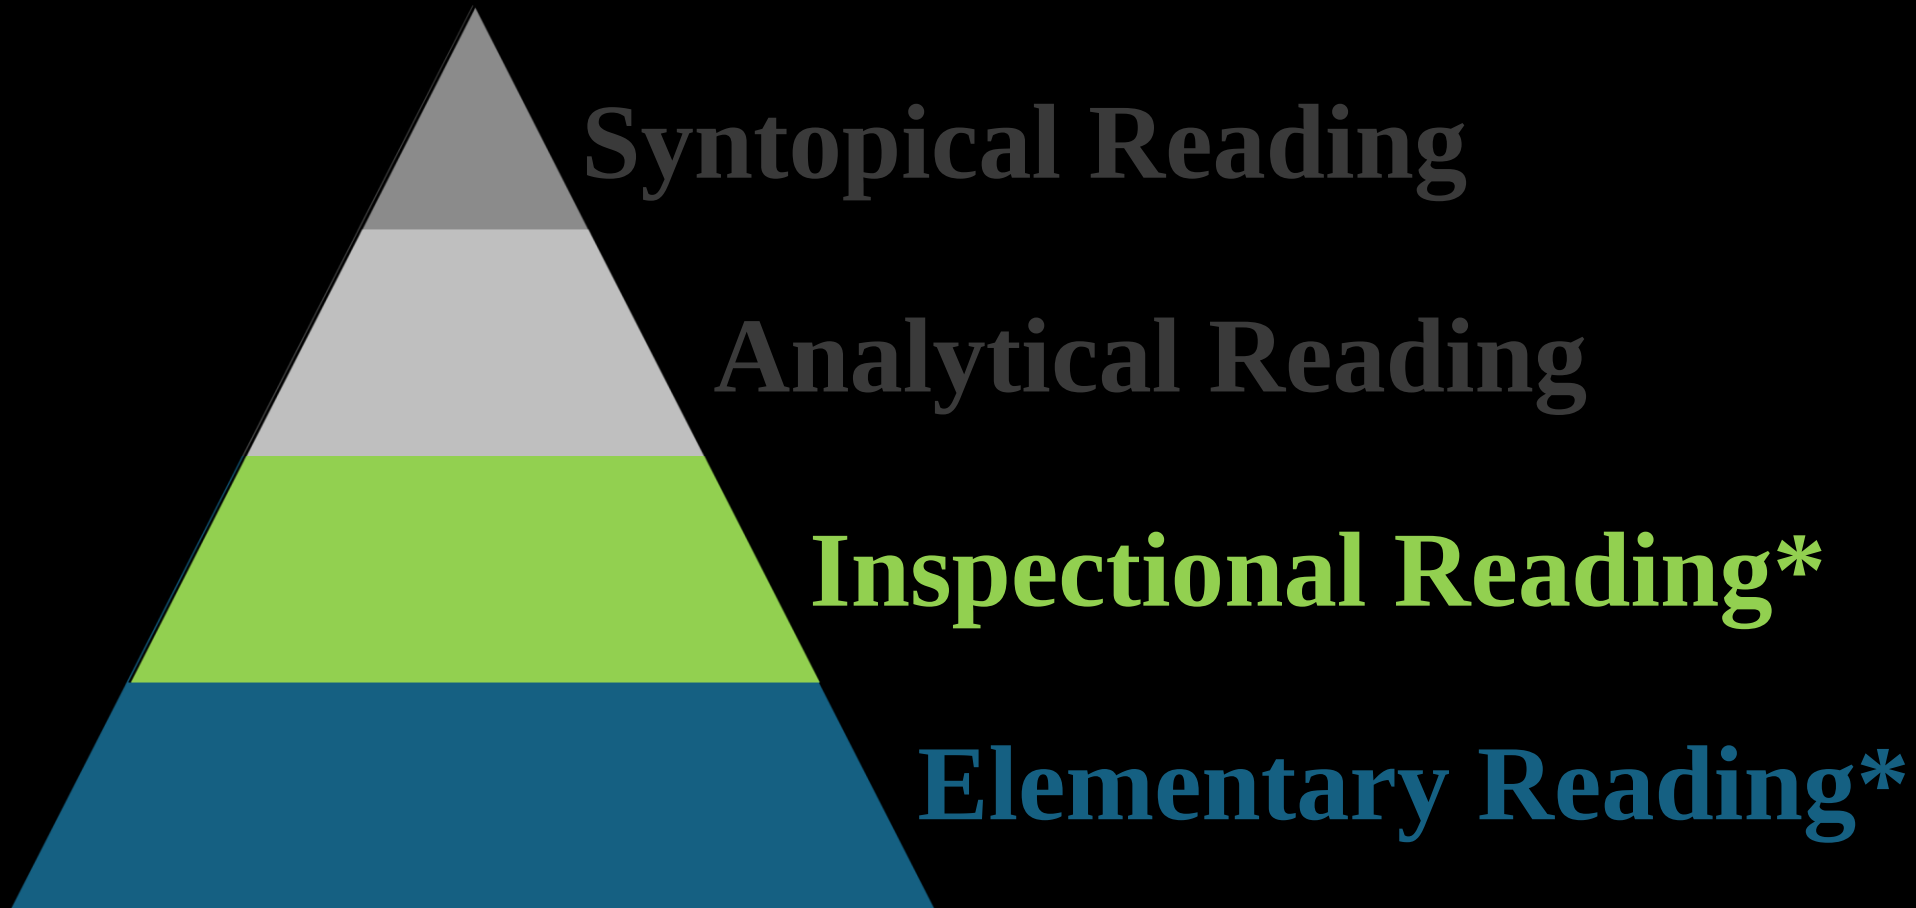 Syntopical Reading
Analytical Reading
Inspectional Reading*
Elementary Reading*